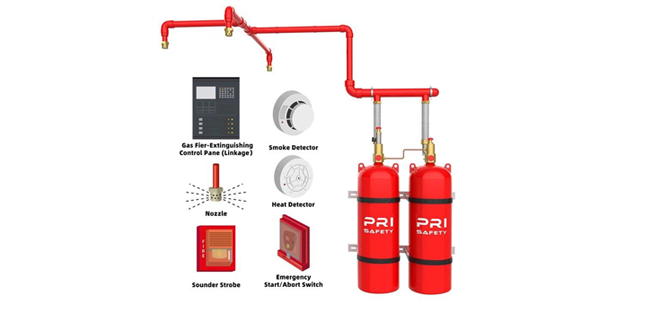 Gas Fier-Extinguishing
Control Pane (Linkage)
Smoke Detector
Nozzle
Heat Detector
FIRE
Sounder Strobe
Emergency
Start/Abort Switch
PRI
SAFETY
PRI
SAFETY